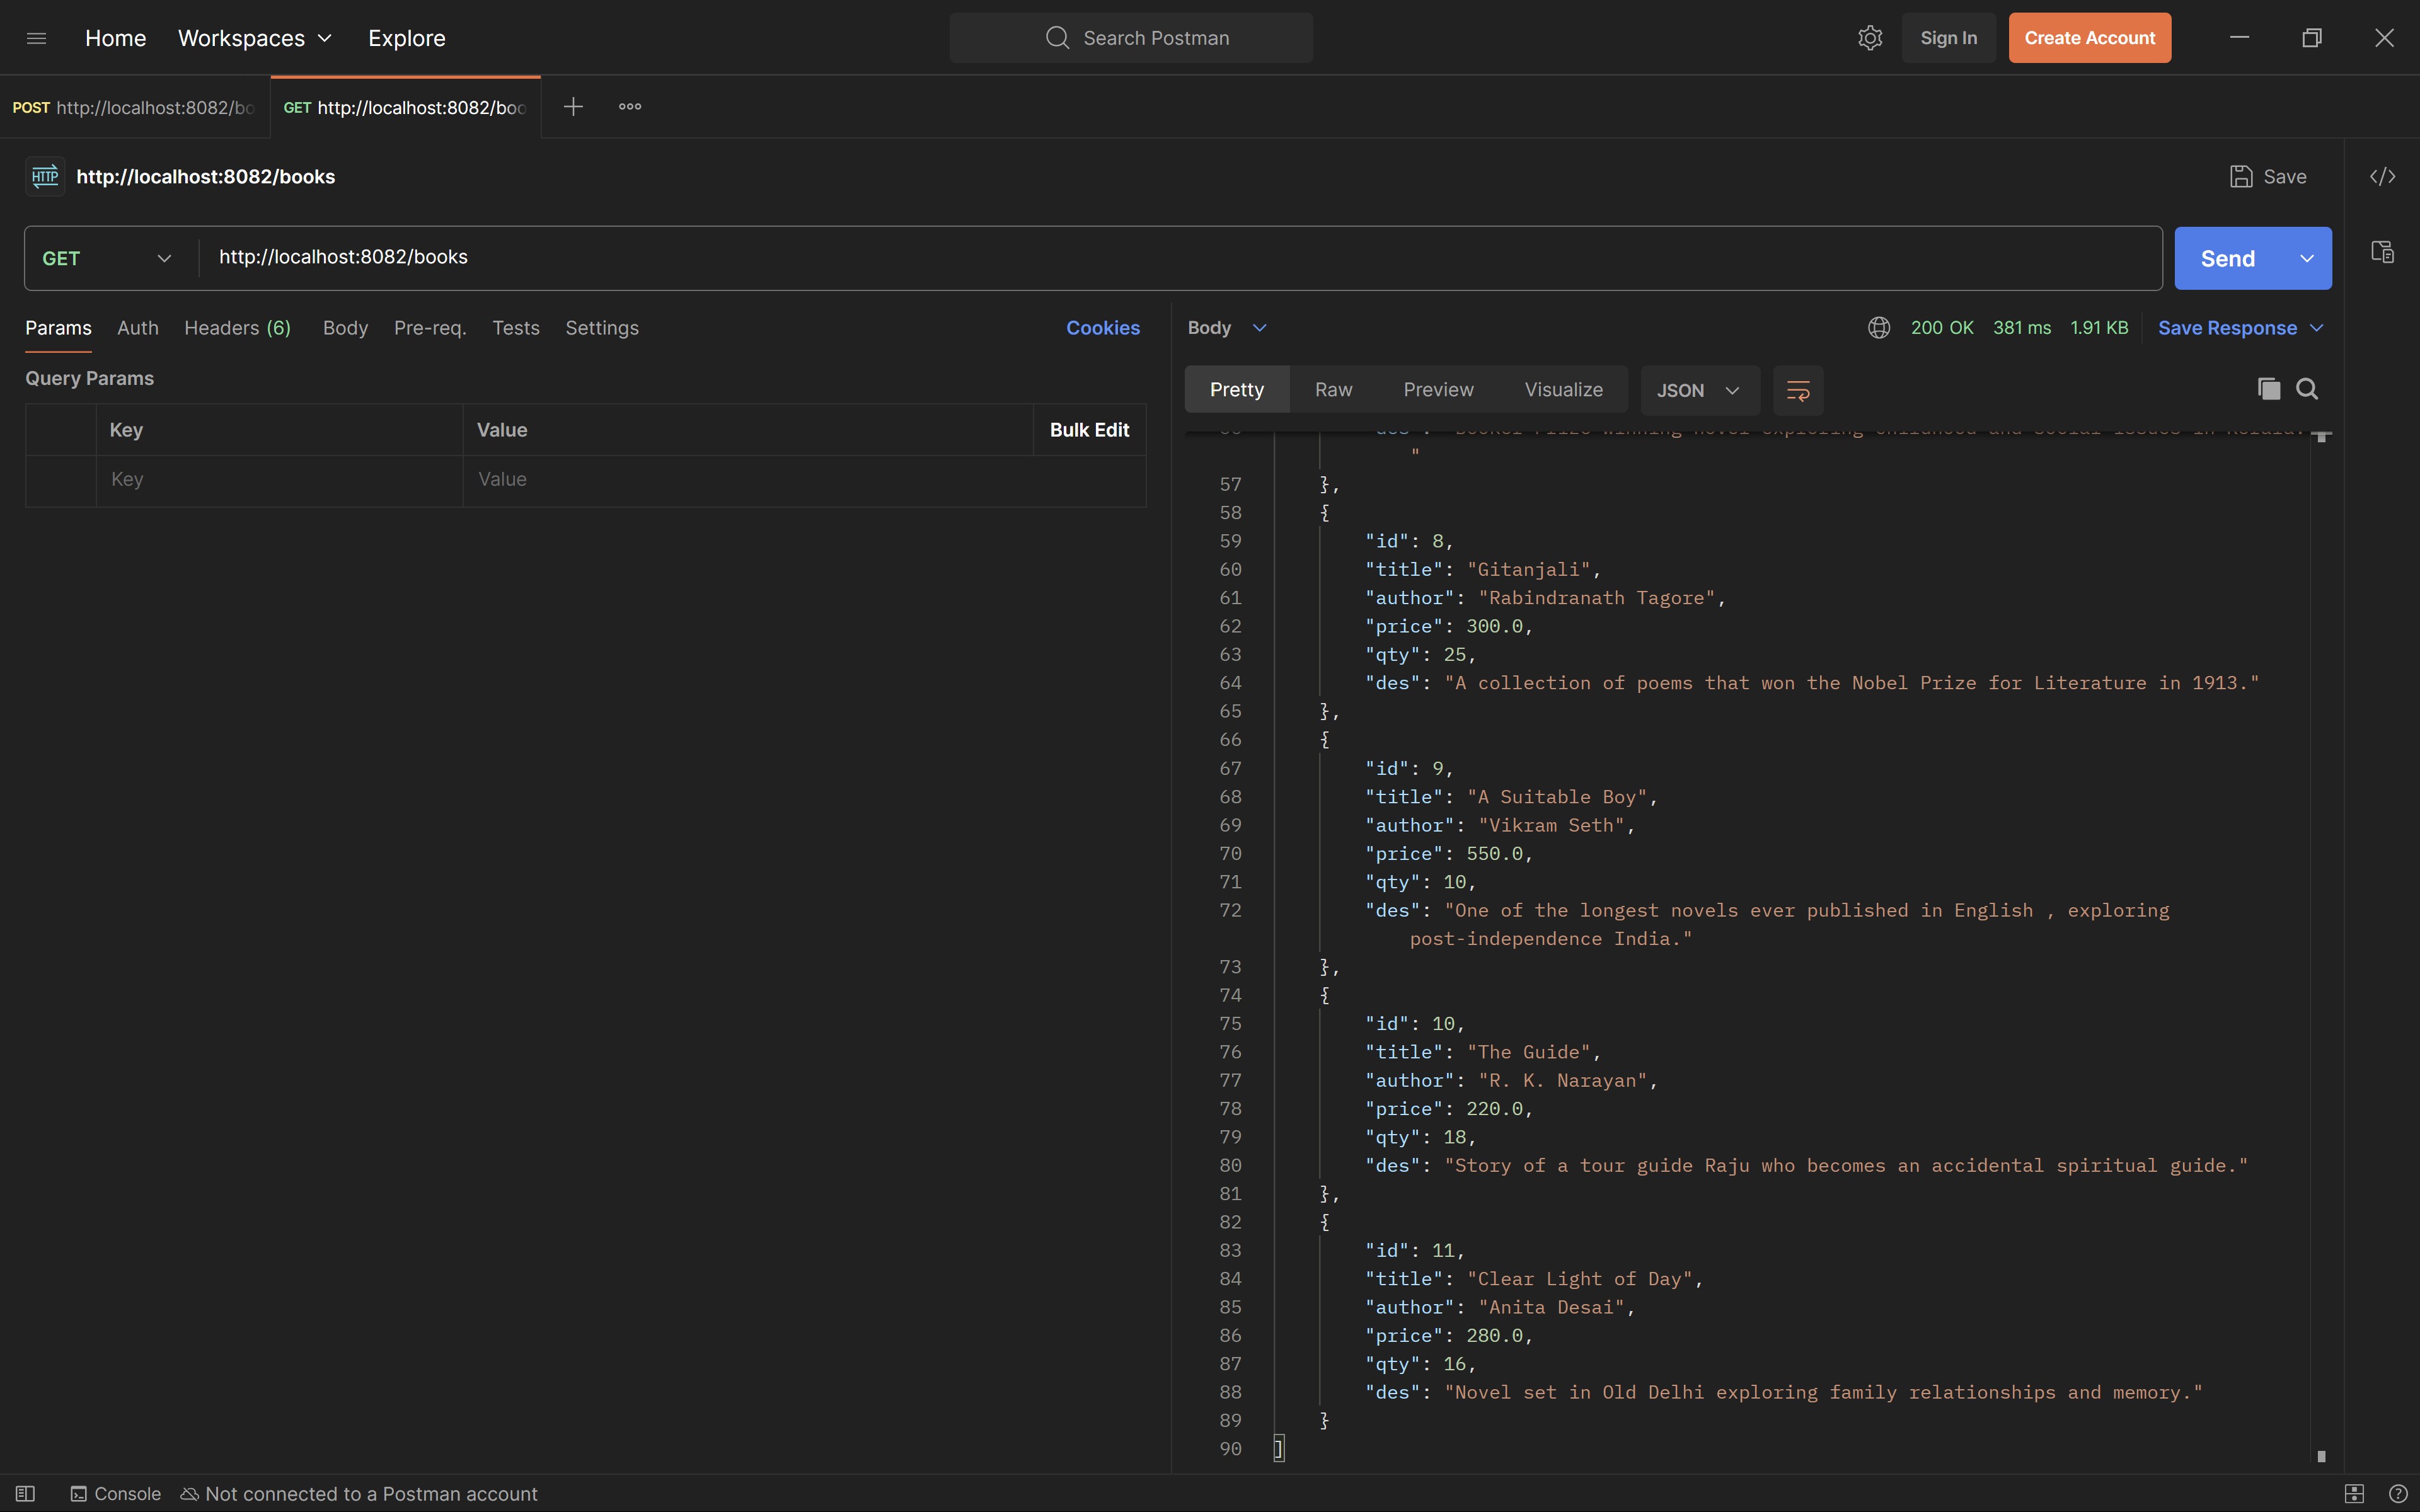 Home Workspaces Explore Search Postman Sign In Create Account
POST http://localhost:8082/bo GET http://localhost:8082/boo
HTTP http://localhost:8082/books Save
GET http://localhost:8082/books Send
Params Auth Headers (6) Body Pre-req. Tests Settings Cookies
Query Params
Key Value Bulk Edit
Key Value
Body 200 OK 381 ms 1.91 KB Save Response
Pretty Raw Preview Visualize JSON
"
57 },
58 {
59 "id": 8,
60 "title": "Gitanjali",
61 "author": "Rabindranath Tagore",
62 "price": 300.0,
63 "qty": 25,
64 "des": "A collection of poems that won the Nobel Prize for Literature in 1913."
65 },
66 {
67 "id": 9,
68 "title": "A Suitable Boy",
69 "author": "Vikram Seth",
70 "price": 550.0,
71 "qty": 10,
72 "des": "One of the longest novels ever published in English , exploring
post-independence India."
73 },
74 {
75 "id": 10,
76 "title": "The Guide",
77 "author": "R. K. Narayan",
78 "price": 220.0,
79 "qty": 18,
80 "des": "Story of a tour guide Raju who becomes an accidental spiritual guide."
81 },
82 {
83 "id": 11,
84 "title": "Clear Light of Day",
85 "author": "Anita Desai",
86 "price": 280.0,
87 "qty": 16,
88 "des": "Novel set in Old Delhi exploring family relationships and memory."
89 }
90 ]
Console Not connected to a Postman account